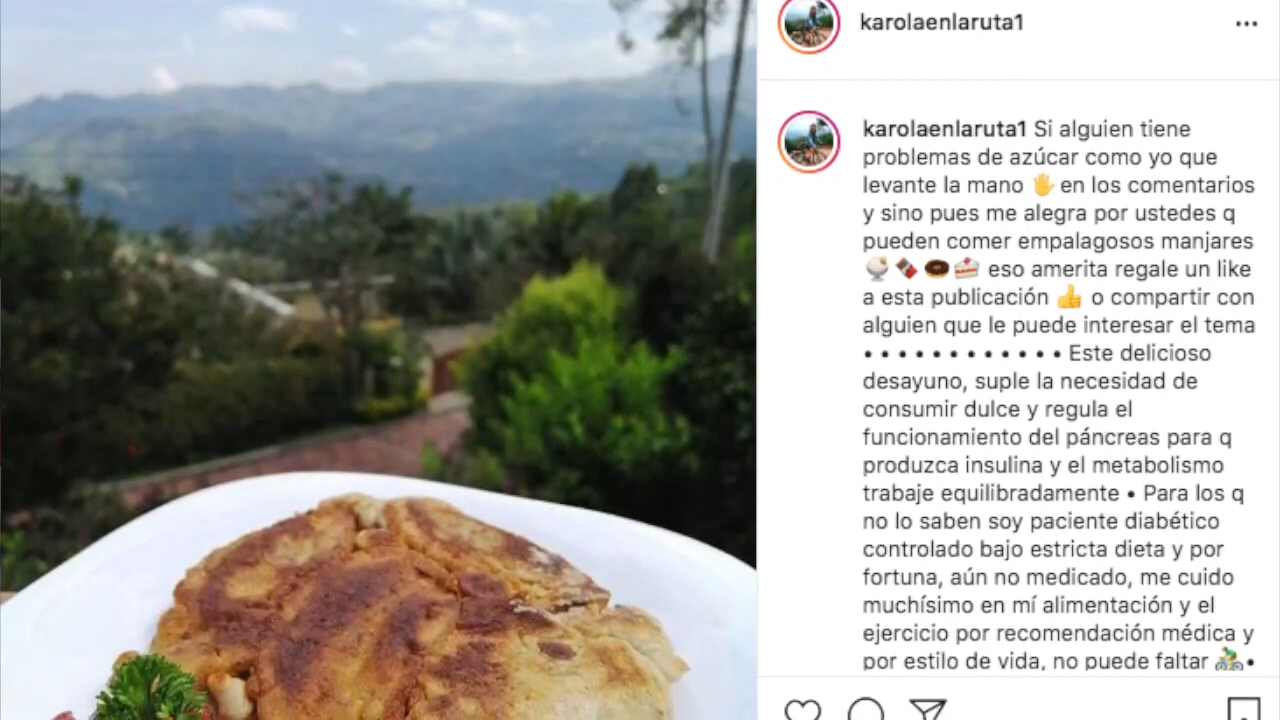 karolaenlaruta1
karolaenlaruta1 Si alguien tiene
problemas de azúcar como yo que
levante la mano 🖐 en los comentarios
y sino pues me alegra por ustedes q
pueden comer empalagosos manjares
🍨🍫🍩🍰 eso amerita regale un like
a esta publicación 👍 o compartir con
alguien que le puede interesar el tema
• • • • • • • • • • • • Este delicioso
desayuno, suple la necesidad de
consumir dulce y regula el
funcionamiento del páncreas para q
produzca insulina y el metabolismo
trabaje equilibradamente • Para los q
no lo saben soy paciente diabético
controlado bajo estricta dieta y por
fortuna, aún no medicado, me cuido
muchísimo en mí alimentación y el
ejercicio por recomendación médica y
por estilo de vida, no puede faltar 🚴•